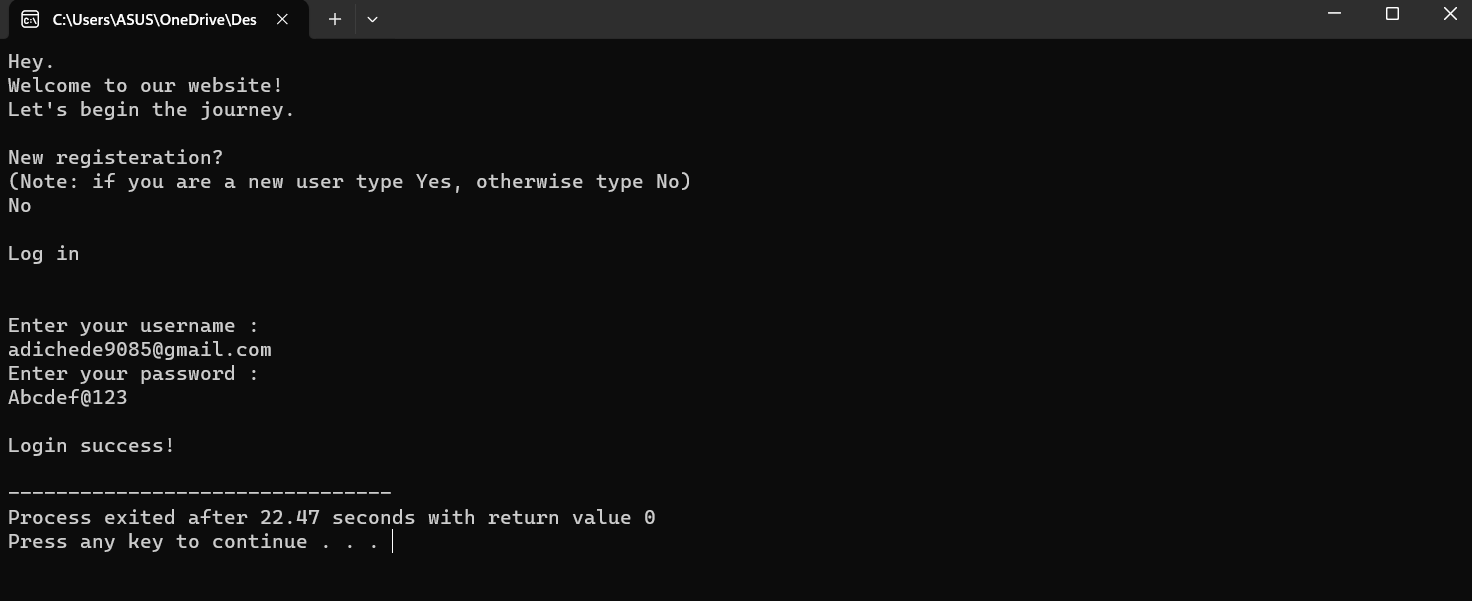 C:\Users\ASUS\OneDrive\Des
Hey.
Welcome to our website!
Let's begin the journey.
New registeration?
(Note: if you are a new user type Yes, otherwise type No)
No
Log in
Enter your username :
adichede9085@gmail.com
Enter your password :
Abcdef@123
Login success!
--------------------------------
Process exited after 22.47 seconds with return value 0
Press any key to continue . . .